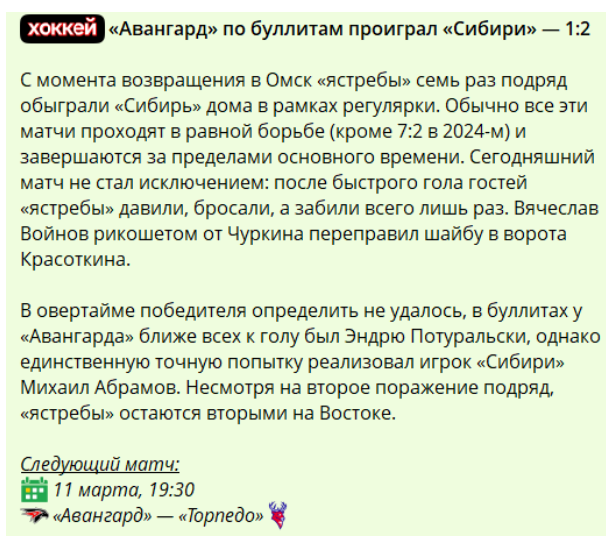 хоккей «Авангард» по буллитам проиграл «Сибири» — 1:2
С момента возвращения в Омск «ястребы» семь раз подряд
обыграли «Сибирь» дома в рамках регулярки. Обычно все эти
матчи проходят в равной борьбе (кроме 7:2 в 2024-м) и
завершаются за пределами основного времени. Сегодняшний
матч не стал исключением: после быстрого гола гостей
«ястребы» давили, бросали, а забили всего лишь раз. Вячеслав
Войнов рикошетом от Чуркина переправил шайбу в ворота
Красоткина.
В овертайме победителя определить не удалось, в буллитах у
«Авангарда» ближе всех к голу был Эндрю Потуральски, однако
единственную точную попытку реализовал игрок «Сибири»
Михаил Абрамов. Несмотря на второе поражение подряд,
«ястребы» остаются вторыми на Востоке.
Следующий матч:
11 марта, 19:30
«Авангард» — «Торпедо»